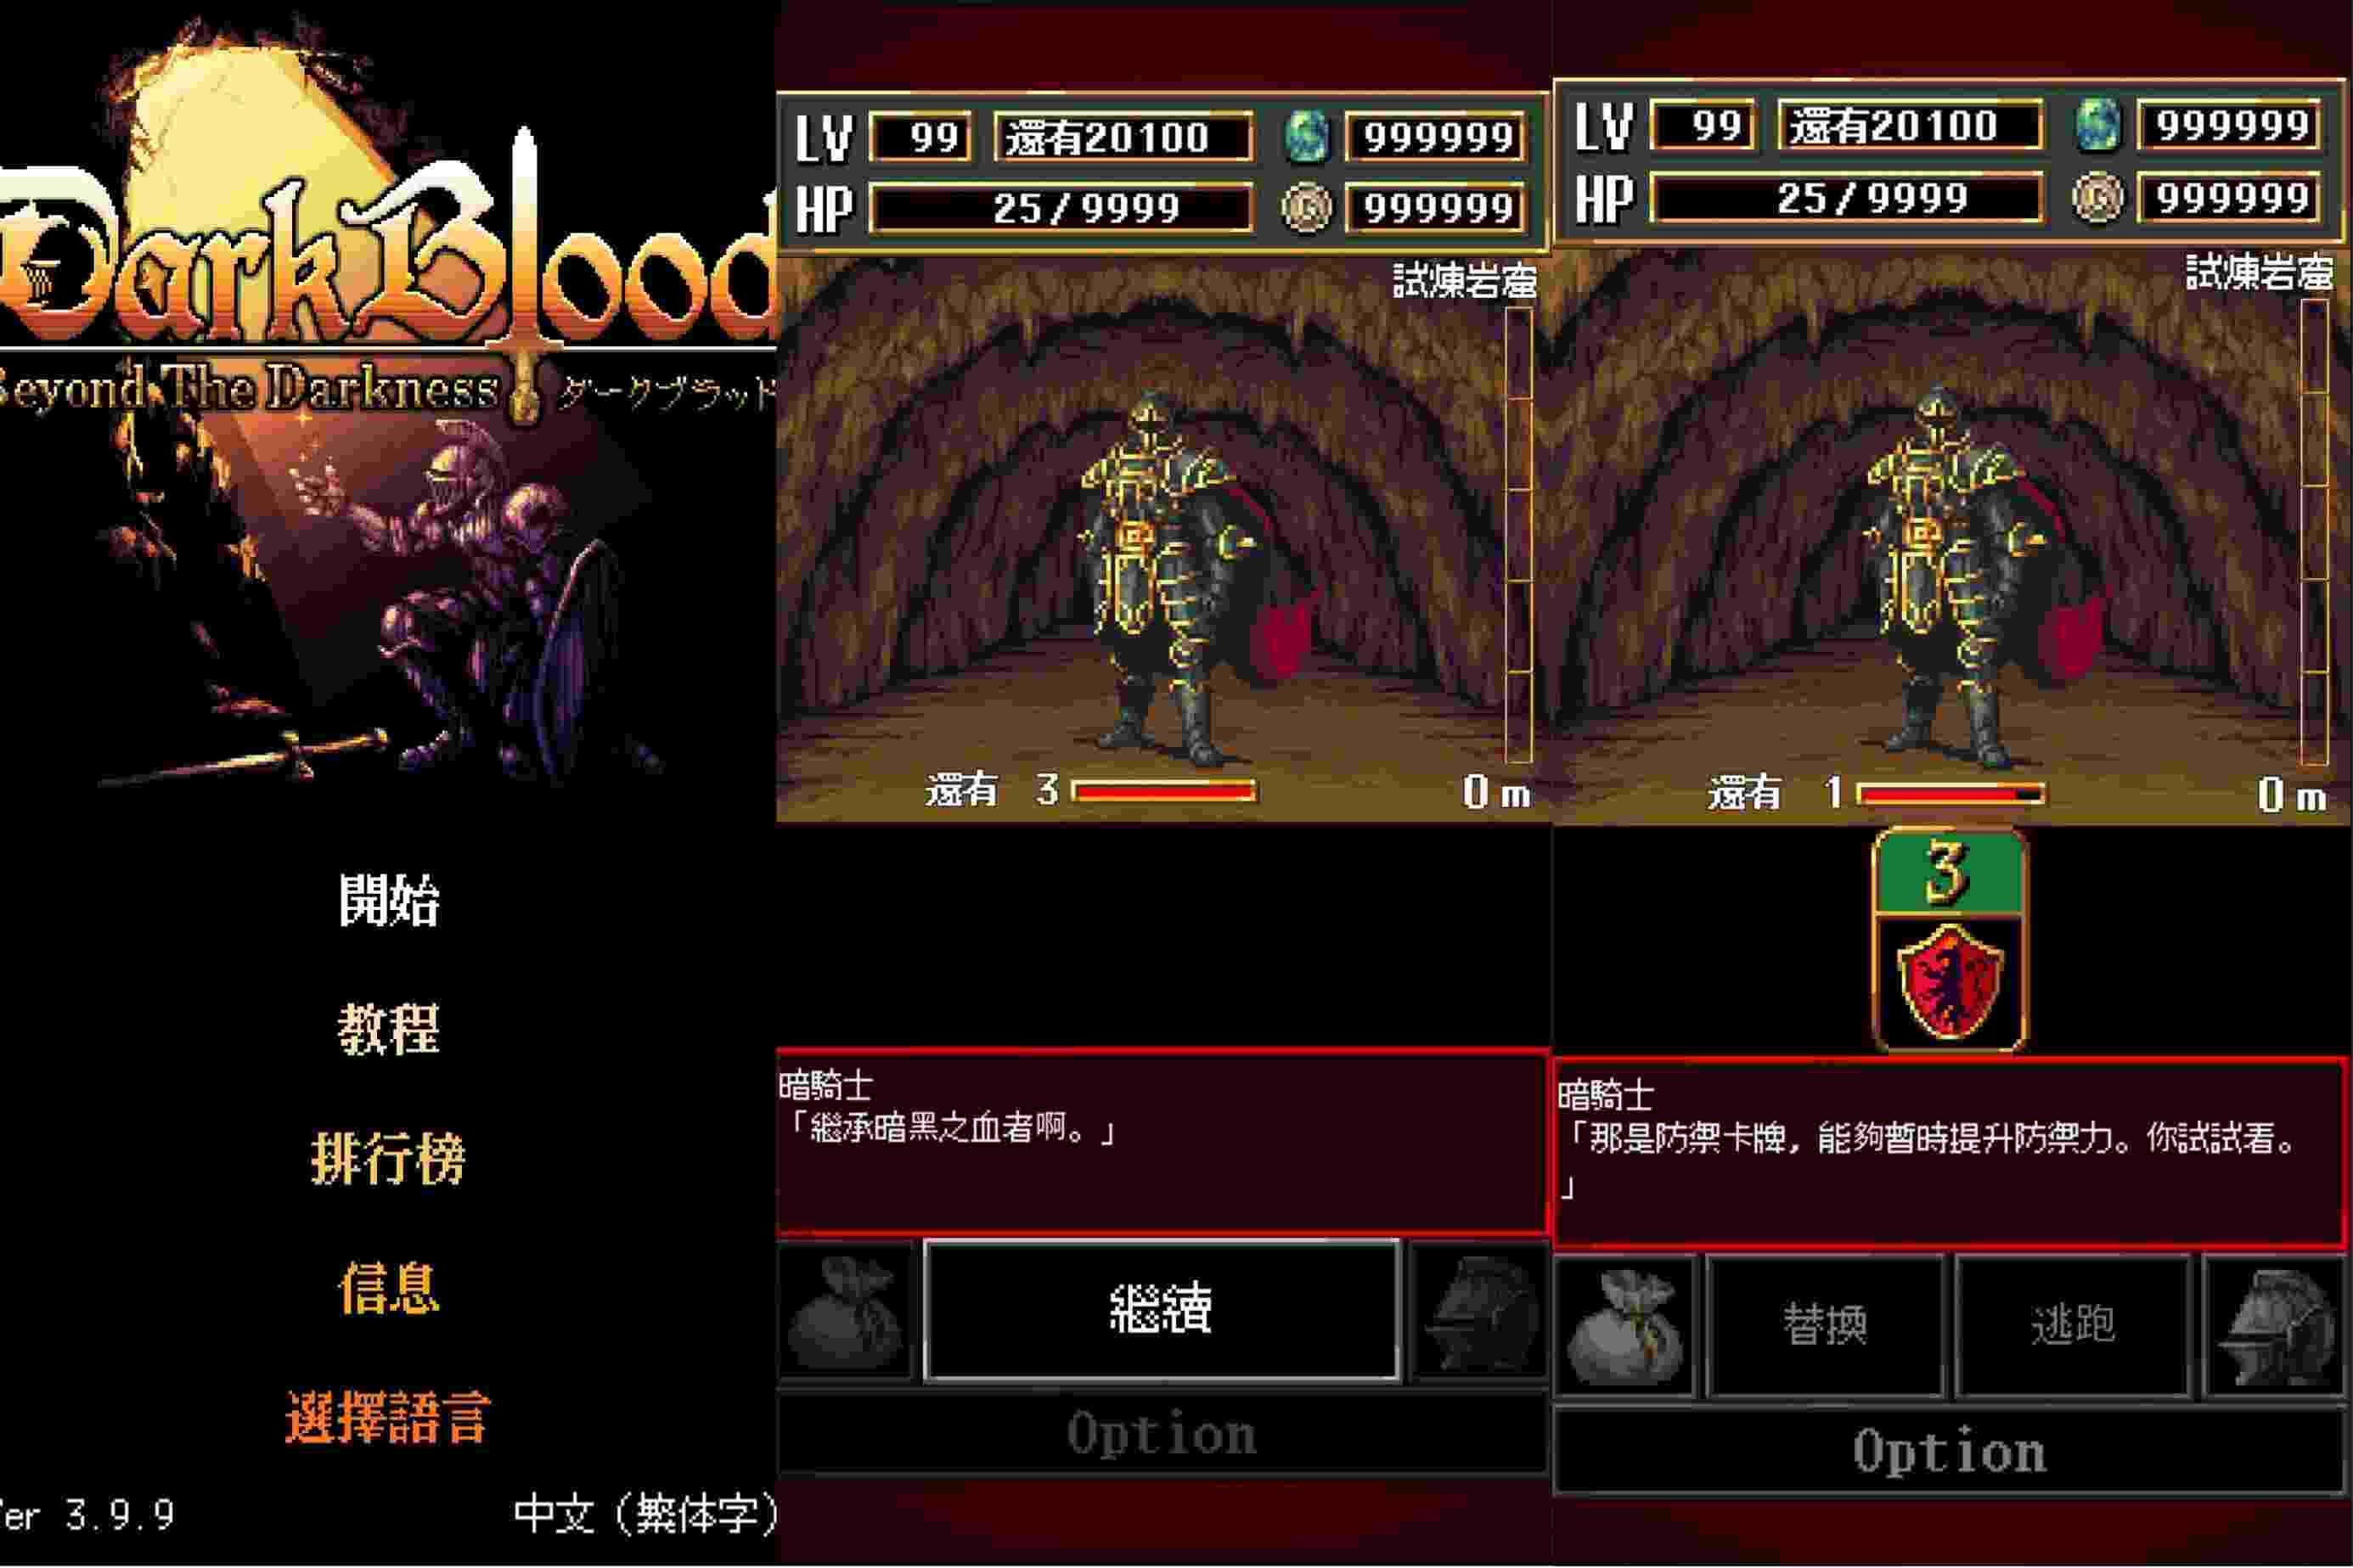 Dark Blood
Beyond The Darkness ダークブラッド
開始
教程
排行榜
信息
選擇語言
Ver 3.9.9
中文（繁体字）
LV 99 還有20100 999999
HP 25/9999 999999
試煉岩窟
還有 3
0 m
暗騎士
「繼承暗黑之血者啊。」
繼續
Option
LV 99 還有20100 999999
HP 25/9999 999999
試煉岩窟
還有 1
0 m
3
暗騎士
「那是防禦卡牌，能夠暫時提升防禦力。你試試看。
」
替換
逃跑
Option